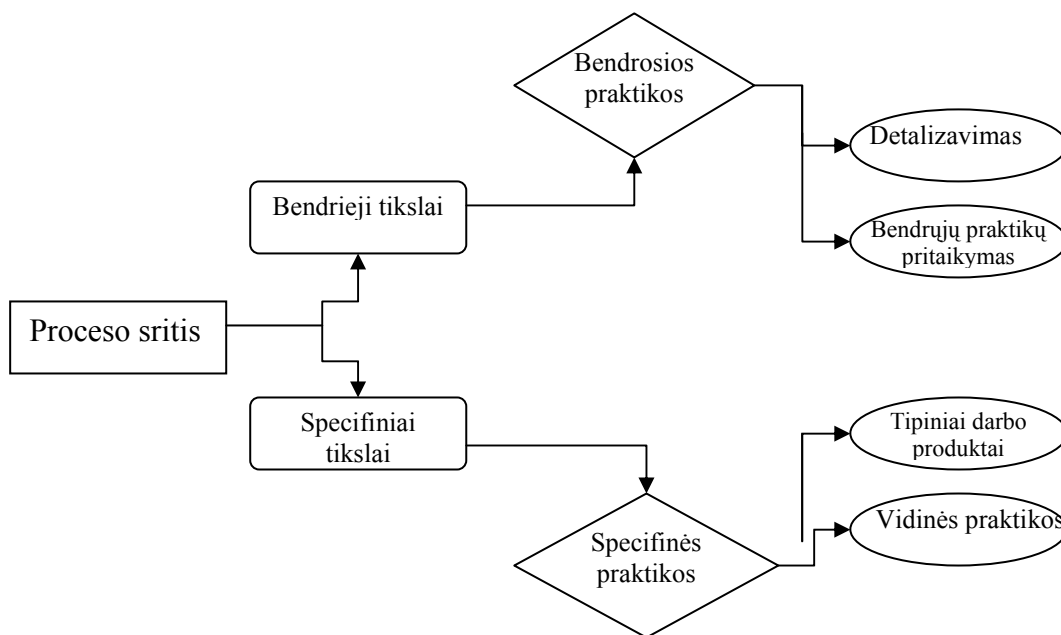 Bendrosios
praktikos
Detalizavimas
Bendrieji tikslai
Bendrųjų praktikų
pritaikymas
Proceso sritis
Specifiniai
tikslai
Tipiniai darbo
produktai
Vidinės praktikos
Specifinės
praktikos